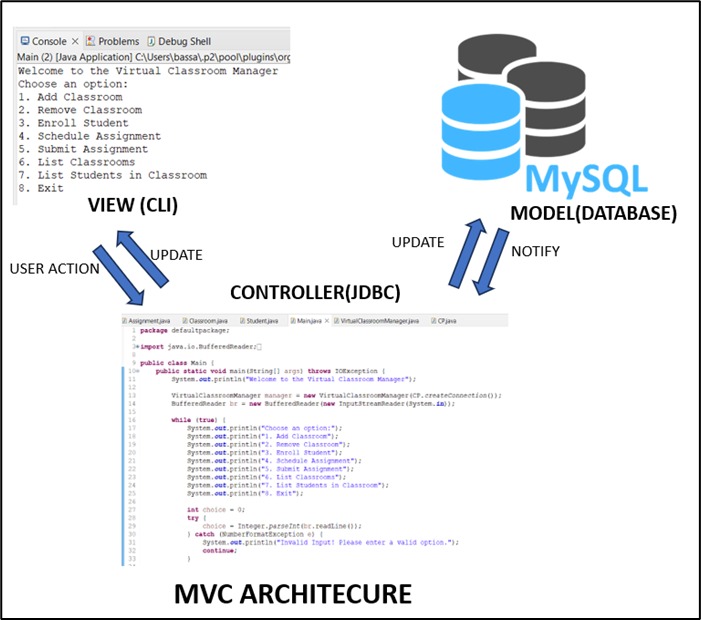 Console Problems Debug Shell
Main (2) [Java Application] C:\Users\bassa\.p2\pool\plugins\org
Welcome to the Virtual Classroom Manager
Choose an option:
1. Add Classroom
2. Remove Classroom
3. Enroll Student
4. Schedule Assignment
5. Submit Assignment
6. List Classrooms
7. List Students in Classroom
8. Exit
VIEW (CLI)
MySQL
MODEL(DATABASE)
USER ACTION
UPDATE
UPDATE
NOTIFY
CONTROLLER(JDBC)
Assignment.java Classroom.java Student.java Main.java VirtualClassroomManager.java CP.java
1 package defaultpackage;
2
3 import java.io.BufferedReader;
8
9 public class Main {
10 public static void main(String[] args) throws IOException {
11 System.out.println("Welcome to the Virtual Classroom Manager");
12
13 VirtualClassroomManager manager = new VirtualClassroomManager(CP.createConnection());
14 BufferedReader br = new BufferedReader(new InputStreamReader(System.in));
15
16 while (true) {
17 System.out.println("Choose an option:");
18 System.out.println("1. Add Classroom");
19 System.out.println("2. Remove Classroom");
20 System.out.println("3. Enroll Student");
21 System.out.println("4. Schedule Assignment");
22 System.out.println("5. Submit Assignment");
23 System.out.println("6. List Classrooms");
24 System.out.println("7. List Students in Classroom");
25 System.out.println("8. Exit");
26
27 int choice = 0;
28 try {
29 choice = Integer.parseInt(br.readLine());
30 } catch (NumberFormatException e) {
31 System.out.println("Invalid Input! Please enter a valid option.");
32 continue;
33 }
MVC ARCHITECURE